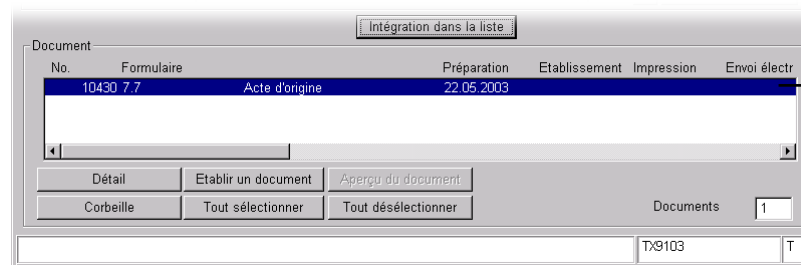 Intégration dans la liste
Document
No. Formulaire Préparation Etablissement Impression Envoi électr
10430 7.7 Acte d'origine 22.05.2003
Détail Etablir un document Aperçu du document
Corbeille Tout sélectionner Tout désélectionner Documents 1
TX9103 T